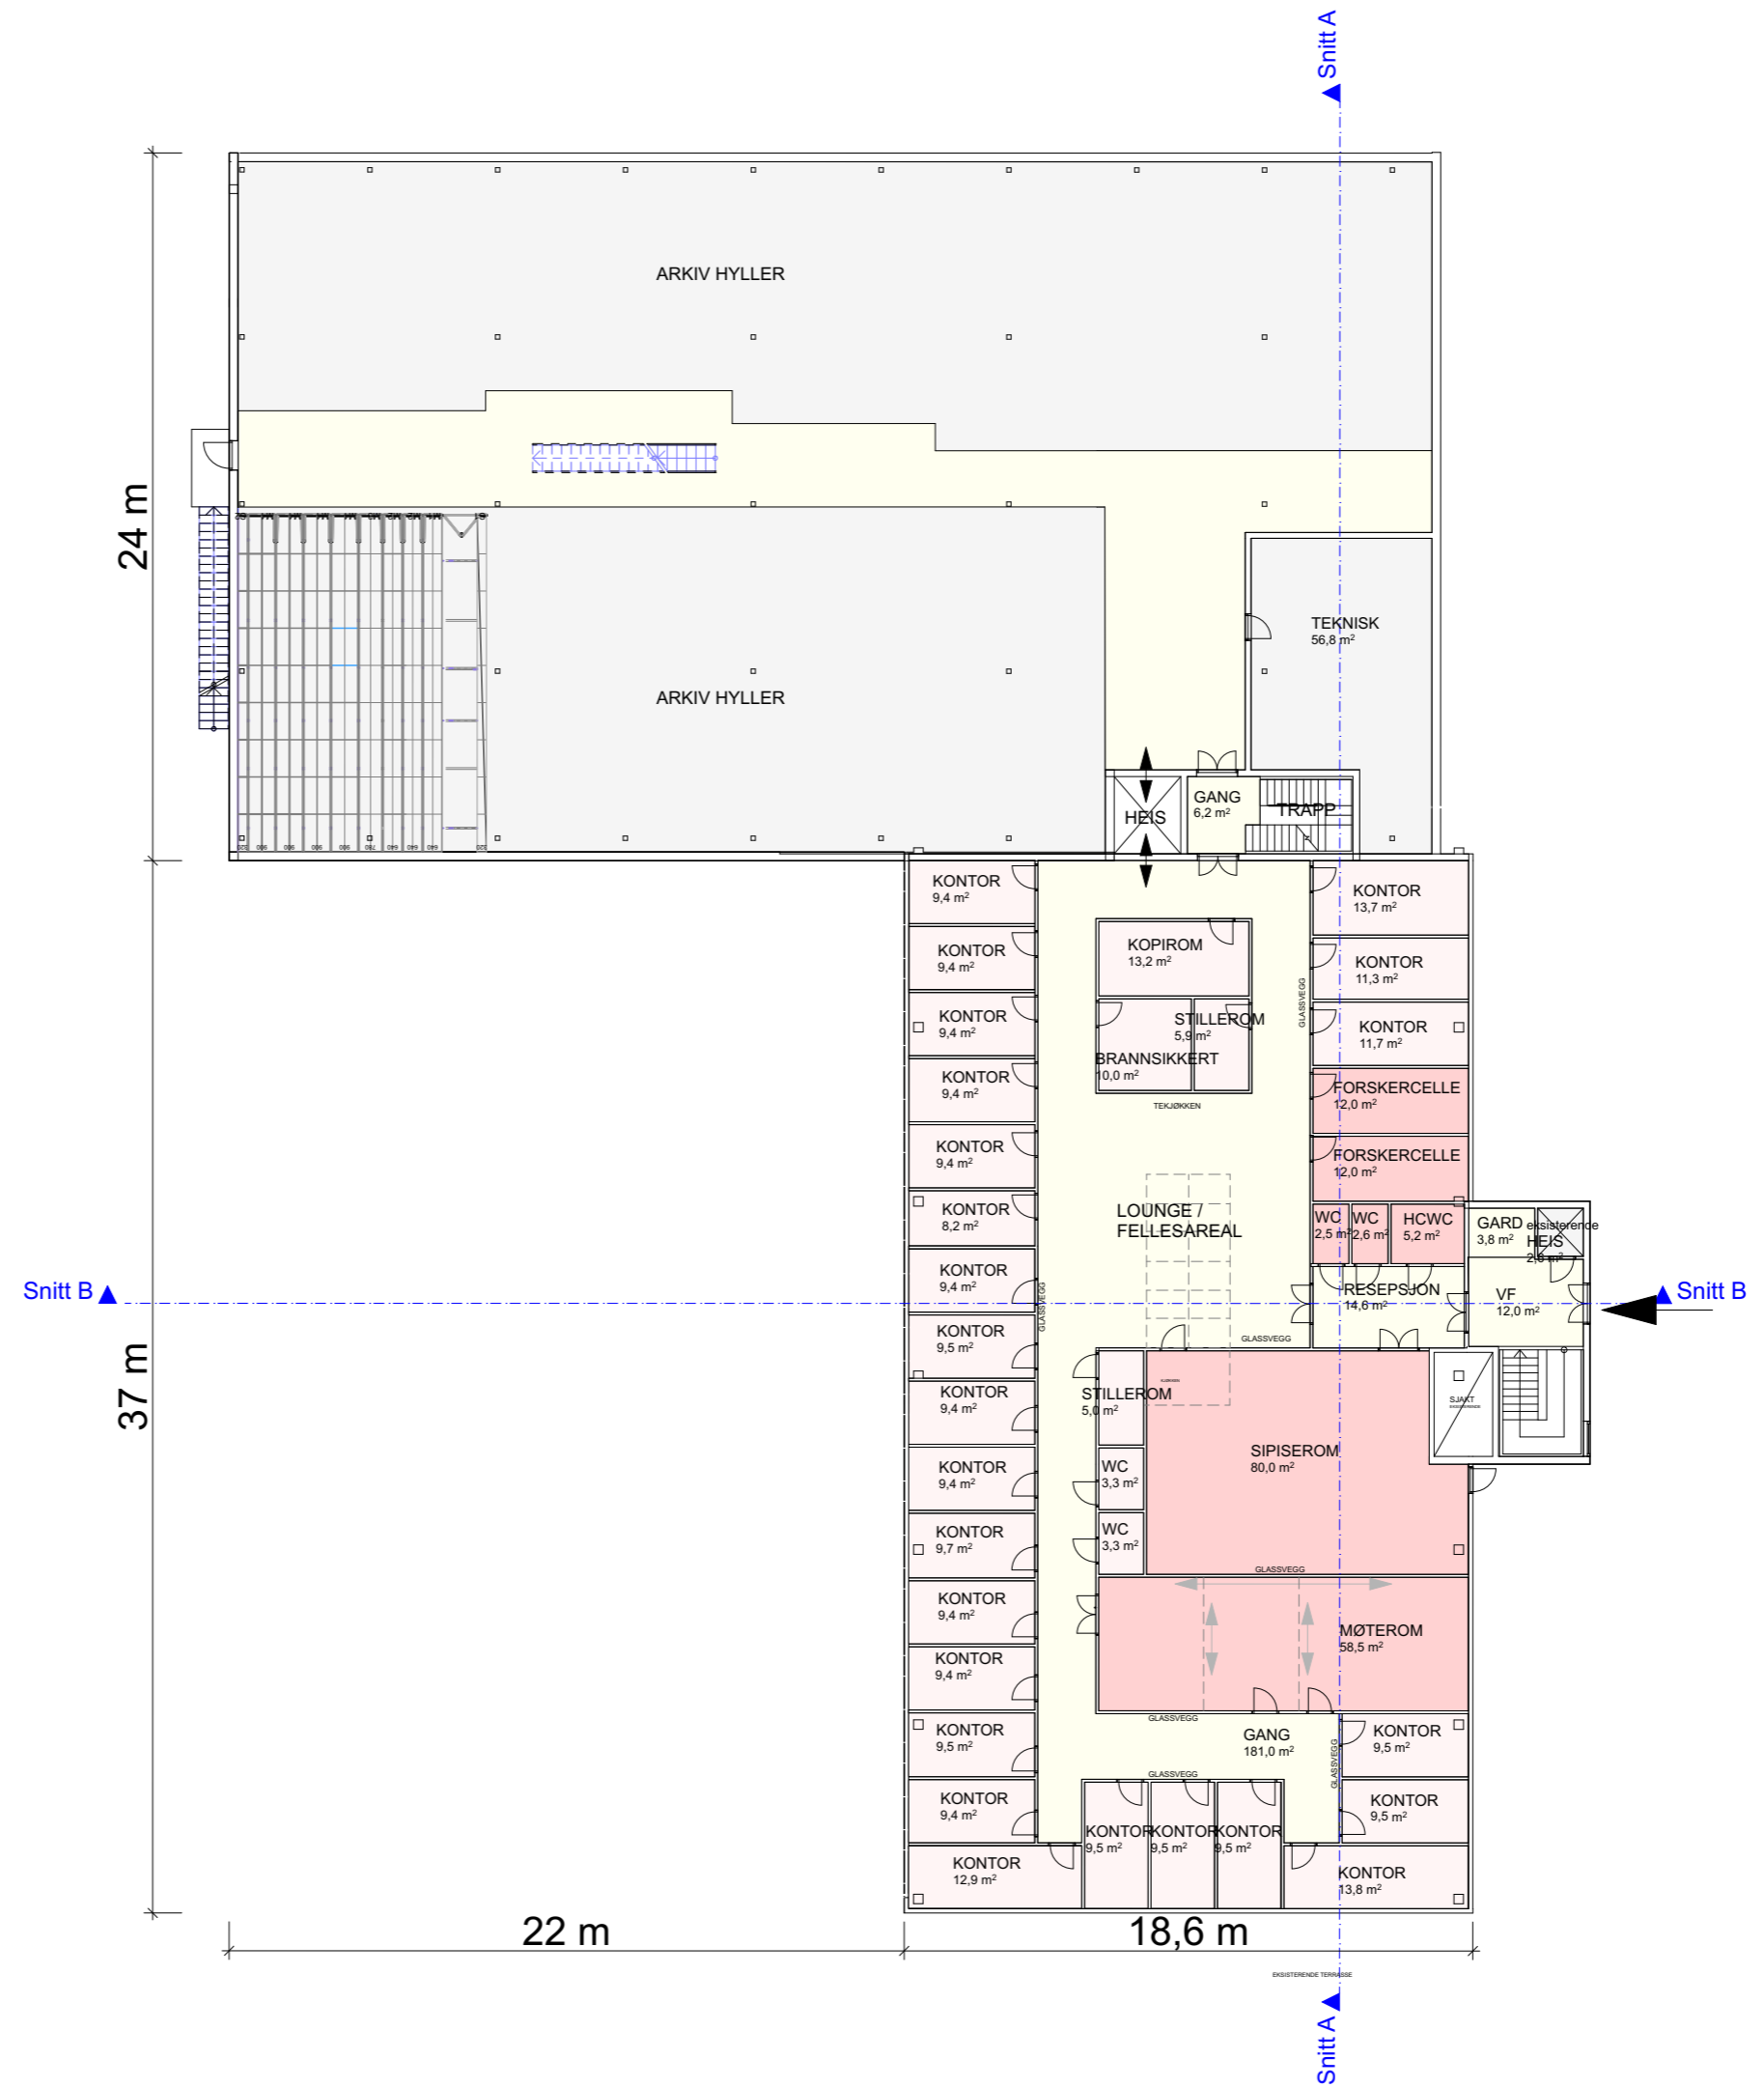 Snitt A
ARKIV HYLLER
24 m
TEKNISK
56,8 m²
ARKIV HYLLER
HEIS
GANG
6,2 m²
TRAPP
KONTOR
9,4 m²
KONTOR
13,7 m²
KOPIROM
13,2 m²
KONTOR
9,4 m²
KONTOR
11,3 m²
GLASSVEGG
KONTOR
9,4 m²
STILLEROM
5,9 m²
KONTOR
11,7 m²
BRANNSIKKERT
10,0 m²
KONTOR
9,4 m²
TEKJØKKEN
FORSKERCELLE
12,0 m²
KONTOR
9,4 m²
FORSKERCELLE
12,0 m²
KONTOR
8,2 m²
LOUNGE /
FELLESAREAL
WC
2,5 m²
WC
2,6 m²
HCWC
5,2 m²
GARD
3,8 m²
eksisterende
HEIS
KONTOR
9,4 m²
Snitt B
GLASSVEGG
RESEPSJON
14,6 m²
VF
12,0 m²
Snitt B
KONTOR
9,5 m²
GLASSVEGG
37 m
KONTOR
9,4 m²
STILLEROM
5,0 m²
SJAKT
SIPISEROM
80,0 m²
KONTOR
9,4 m²
WC
3,3 m²
KONTOR
9,7 m²
WC
3,3 m²
GLASSVEGG
KONTOR
9,4 m²
MØTEROM
58,5 m²
KONTOR
9,4 m²
GLASSVEGG
KONTOR
9,5 m²
GANG
181,0 m²
KONTOR
9,5 m²
GLASSVEGG
GLASSVEGG
KONTOR
9,4 m²
KONTOR
9,5 m²
KONTOR
9,5 m²
KONTOR
9,5 m²
KONTOR
9,5 m²
KONTOR
12,9 m²
KONTOR
13,8 m²
22 m
18,6 m
EKSISTERENDE TERRASSE
Snitt A